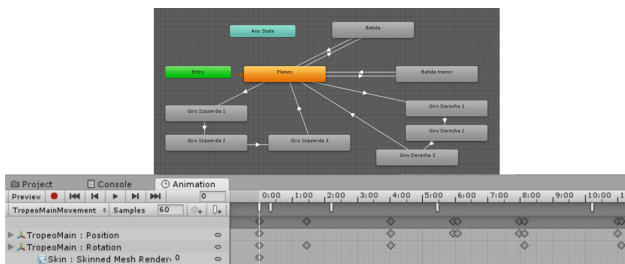 Any State
Batida
Entry
Planeo
Batida menor
Giro Izquierda 1
Giro Derecha 1
Giro Izquierda 2
Giro Izquierda 3
Giro Derecha 2
Giro Derecha 3
Project Console Animation
Preview 0 0:00 1:00 2:00 3:00 4:00 5:00 6:00 7:00 8:00 9:00 10:00 1
TropeoMainMovement Samples 60
TropeoMain : Position
TropeoMain : Rotation
Skin : Skinned Mesh Render 0